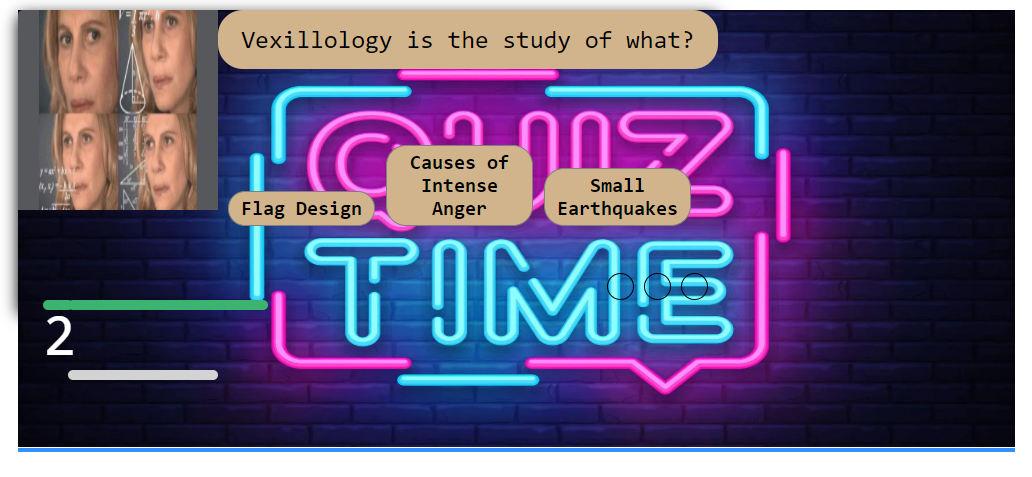 Vexillology is the study of what?
QUIZ
Causes of
Intense
Anger
Small
Earthquakes
Flag Design
TIME
2